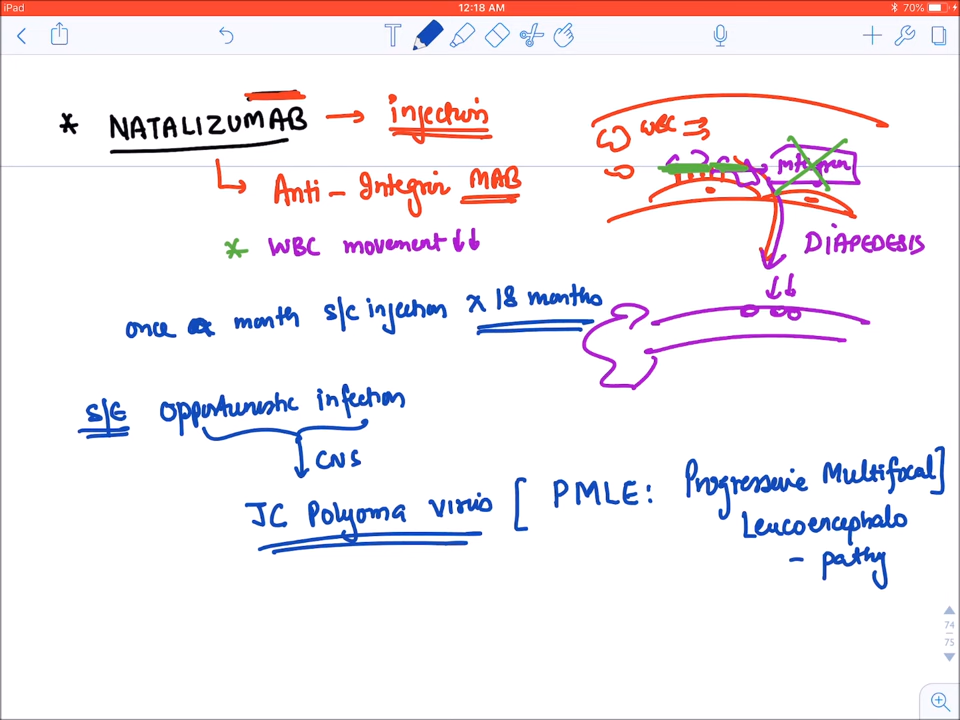 iPad
12:18 AM
70%
T
* NATALIZUMAB → injection
Anti - Integrin MAB
* WBC movement ↓↓
WBC
Integrin
DIAPEDESIS
once a month s/c injection x 18 months
S/E Opportunistic infection
CNS
JC Polyoma virus [ PMLE: Progressive Multifocal]
Leucoencephalo
- pathy
74
75